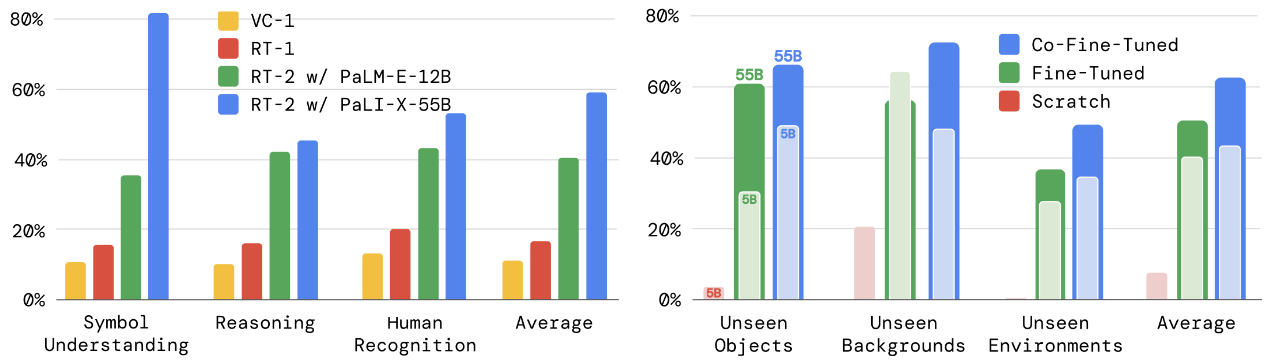 80%
60%
40%
20%
0%
VC-1
RT-1
RT-2 w/ PaLM-E-12B
RT-2 w/ PaLI-X-55B
Symbol
Understanding
Reasoning
Human
Recognition
Average
80%
60%
40%
20%
0%
Co-Fine-Tuned
Fine-Tuned
Scratch
55B
55B
5B
5B
5B
Unseen
Objects
Unseen
Backgrounds
Unseen
Environments
Average